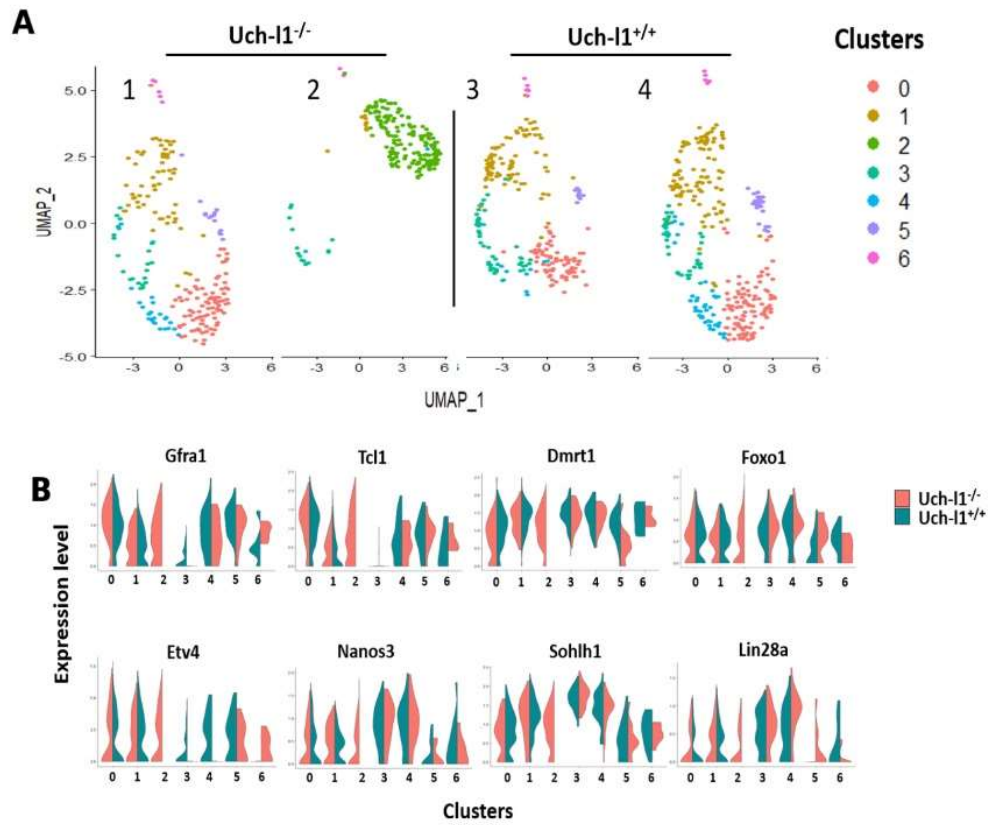 A
Uch-l1-/-
Uch-l1+/+
Clusters
1
2
3
4
0
1
2
3
4
5
6
UMAP_2
5.0
2.5
0.0
-2.5
-5.0
-3 0 3 6
-3 0 3 6
-3 0 3 6
-3 0 3 6
UMAP_1
B
Gfra1
Tcl1
Dmrt1
Foxo1
Uch-l1-/-
Uch-l1+/+
0 1 2 3 4 5 6
0 1 2 3 4 5 6
0 1 2 3 4 5 6
0 1 2 3 4 5 6
Expression level
Etv4
Nanos3
Sohlh1
Lin28a
0 1 2 3 4 5 6
0 1 2 3 4 5 6
0 1 2 3 4 5 6
0 1 2 3 4 5 6
Clusters